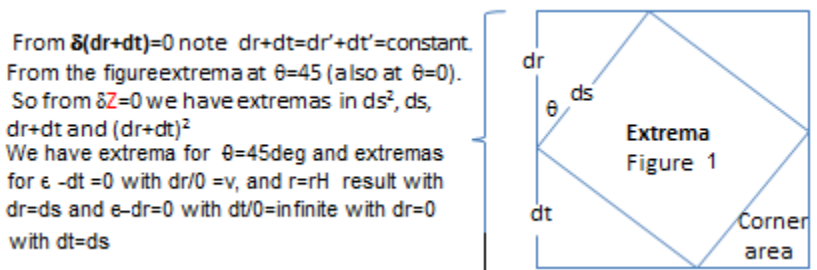 From δ(dr+dt)=0 note dr+dt=dr'+dt'=constant.
From the figureextrema at θ=45 (also at θ=0).
So from δZ=0 we have extremas in ds², ds,
dr+dt and (dr+dt)²
We have extrema for θ=45deg and extremas
for ε -dt =0 with dr/0 =v, and r=rH result with
dr=ds and e-dr=0 with dt/0=infinite with dr=0
with dt=ds
dr
θ
ds
dt
Extrema
Figure 1
Corner
area